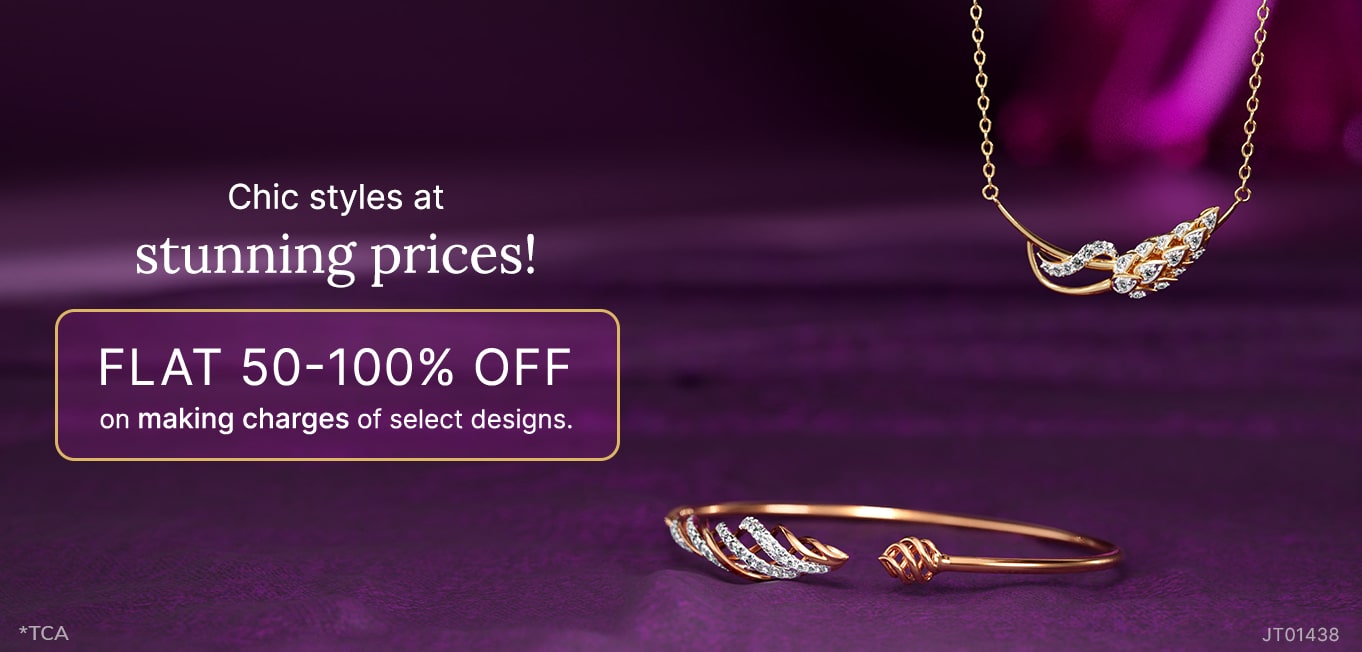 Chic styles at
stunning prices!
FLAT 50-100% OFF
on making charges of select designs.
*TCA
JT01438